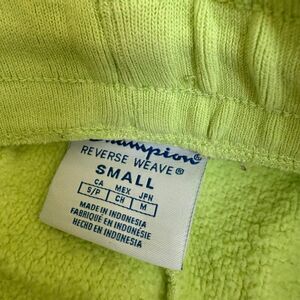 Champion®
REVERSE WEAVE®
SMALL
CA MEX JPN
S/P CH M
MADE IN INDONESIA
FABRIQUÉ EN INDONÉSIE
HECHO EN INDONESIA